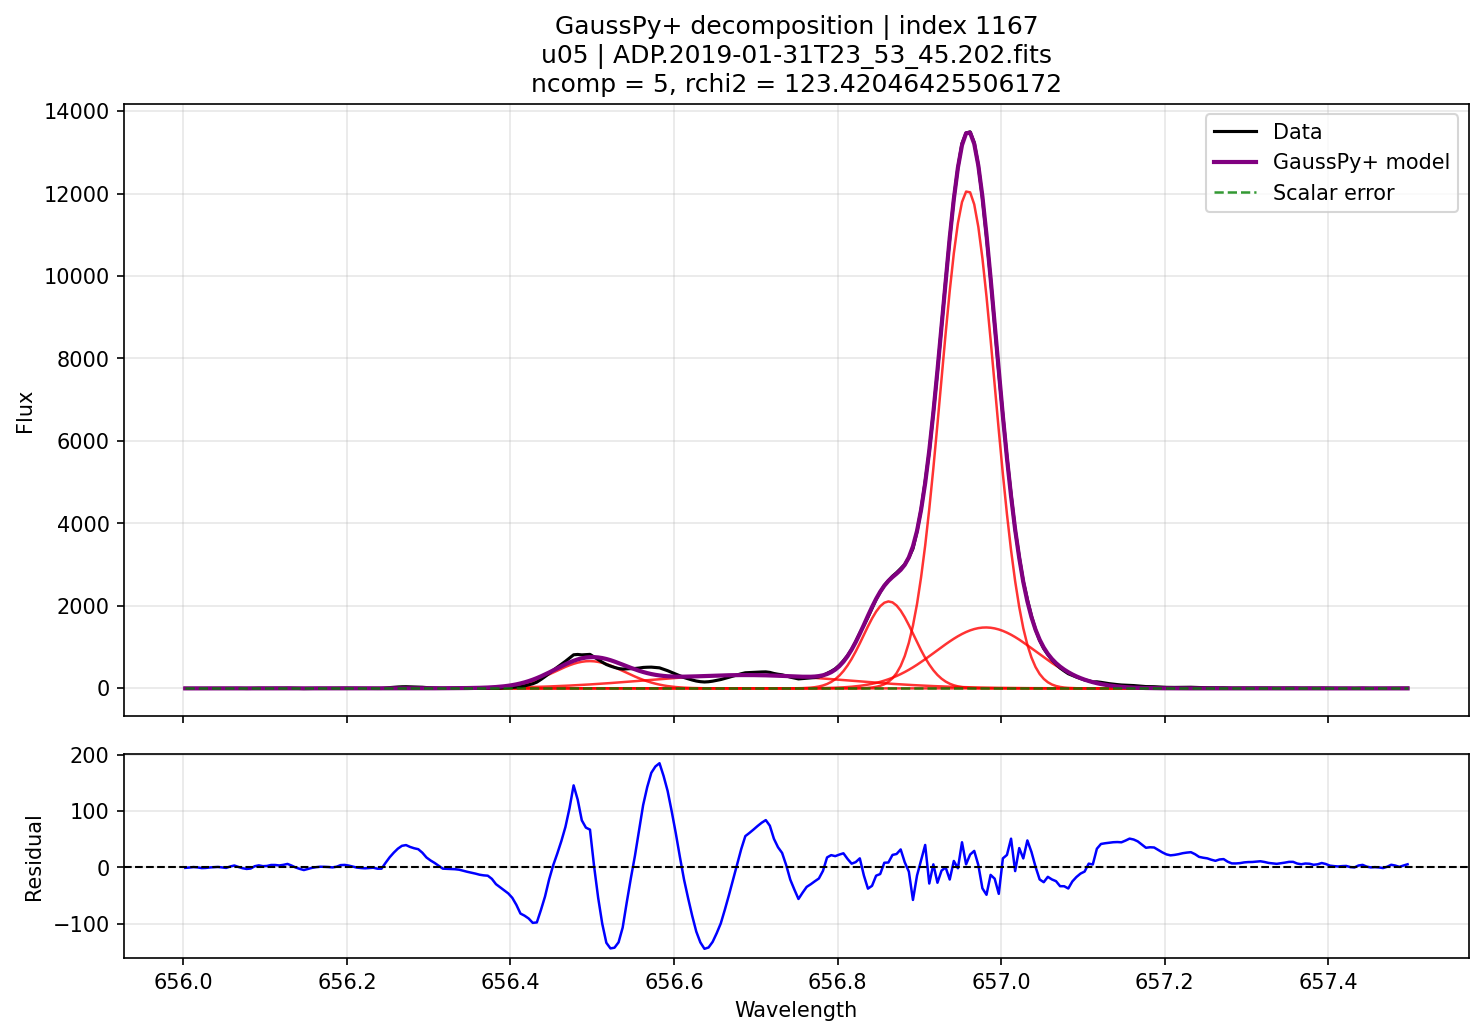 GaussPy+ decomposition | index 1167
u05 | ADP.2019-01-31T23_53_45.202.fits
ncomp = 5, rchi2 = 123.42046425506172
14000
12000
10000
8000
6000
4000
2000
0
Flux
Data
GaussPy+ model
Scalar error
200
100
0
−100
Residual
656.0 656.2 656.4 656.6 656.8 657.0 657.2 657.4
Wavelength